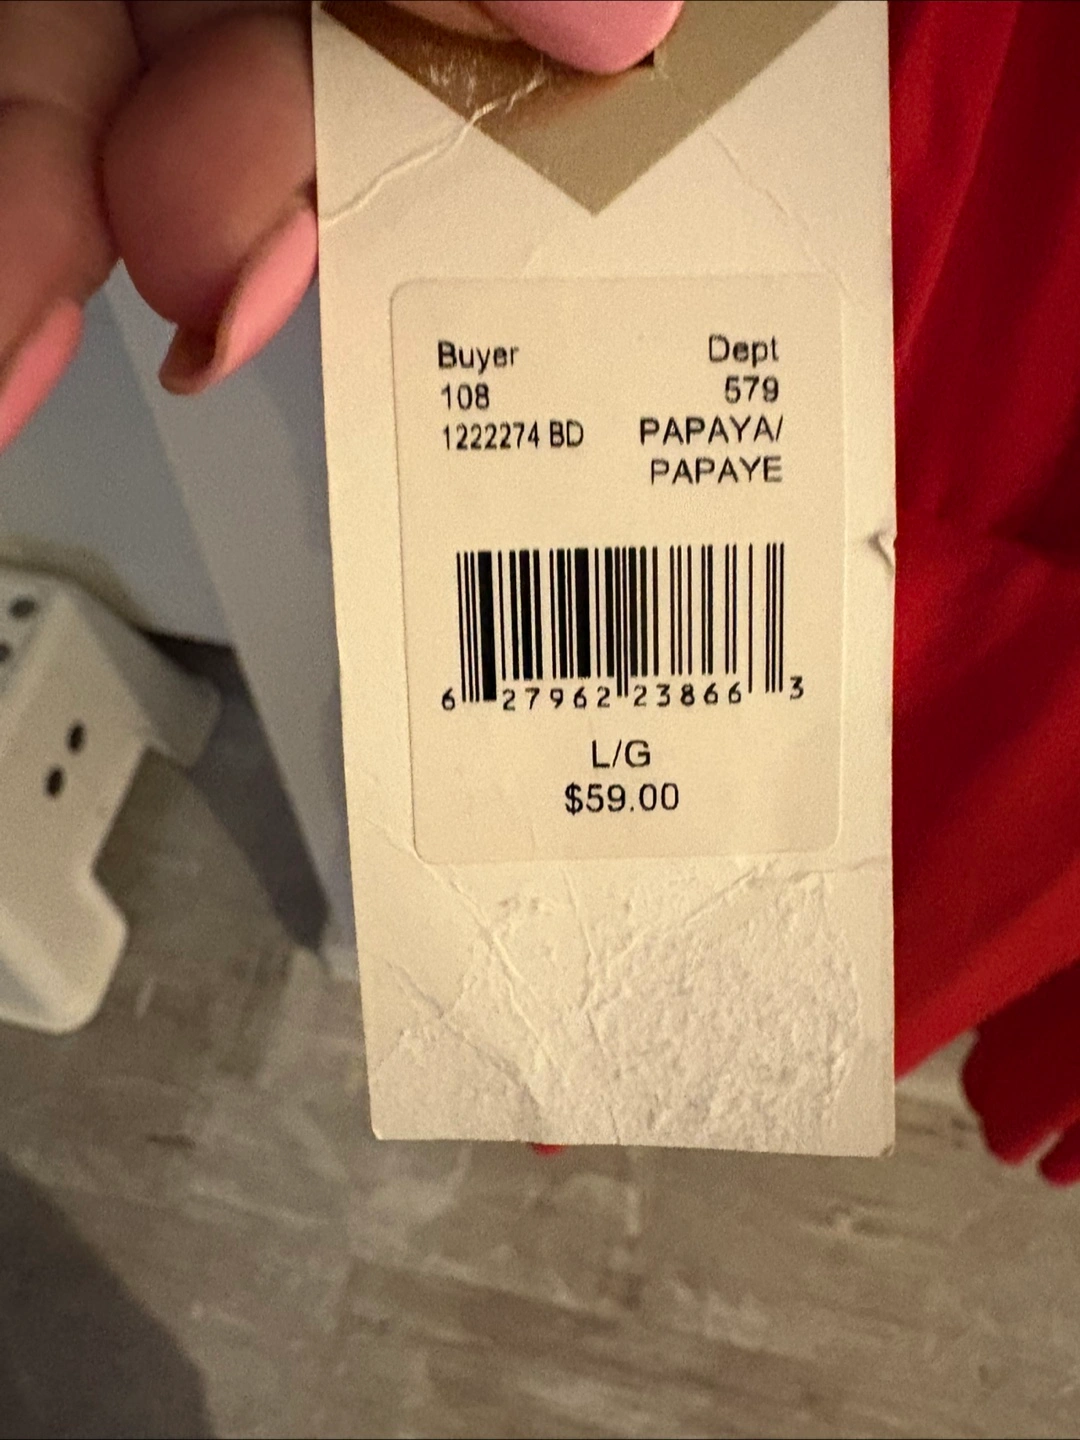 Buyer Dept
108 579
1222274 BD PAPAYA/
PAPAYE
6 27962 23866 3
L/G
$59.00